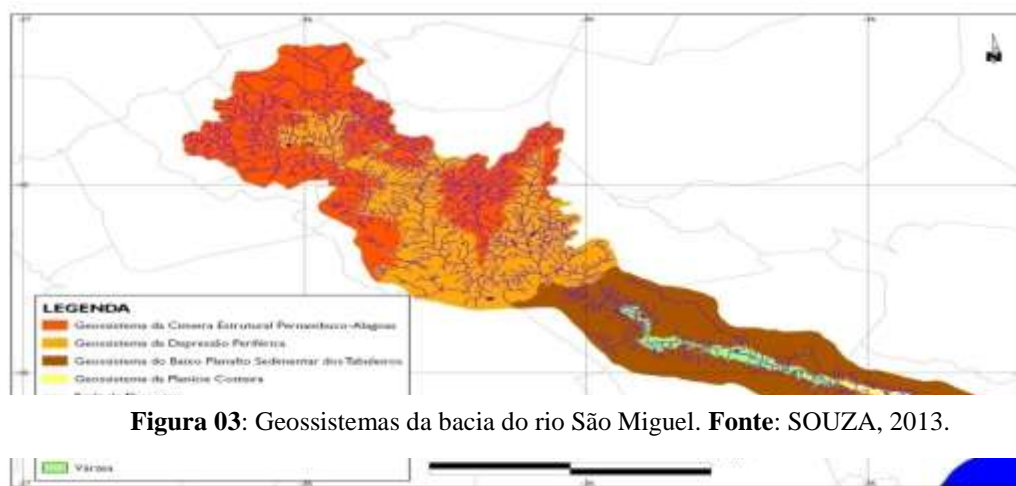 N
LEGENDA
Geossistema da Cimeira Estrutural Pernambuco-Alagoas
Geossistema da Depressão Periférica
Geossistema do Baixo Planalto Sedimentar dos Tabuleiros
Geossistema da Planície Costeira
Figura 03: Geossistemas da bacia do rio São Miguel. Fonte: SOUZA, 2013.
Várzea